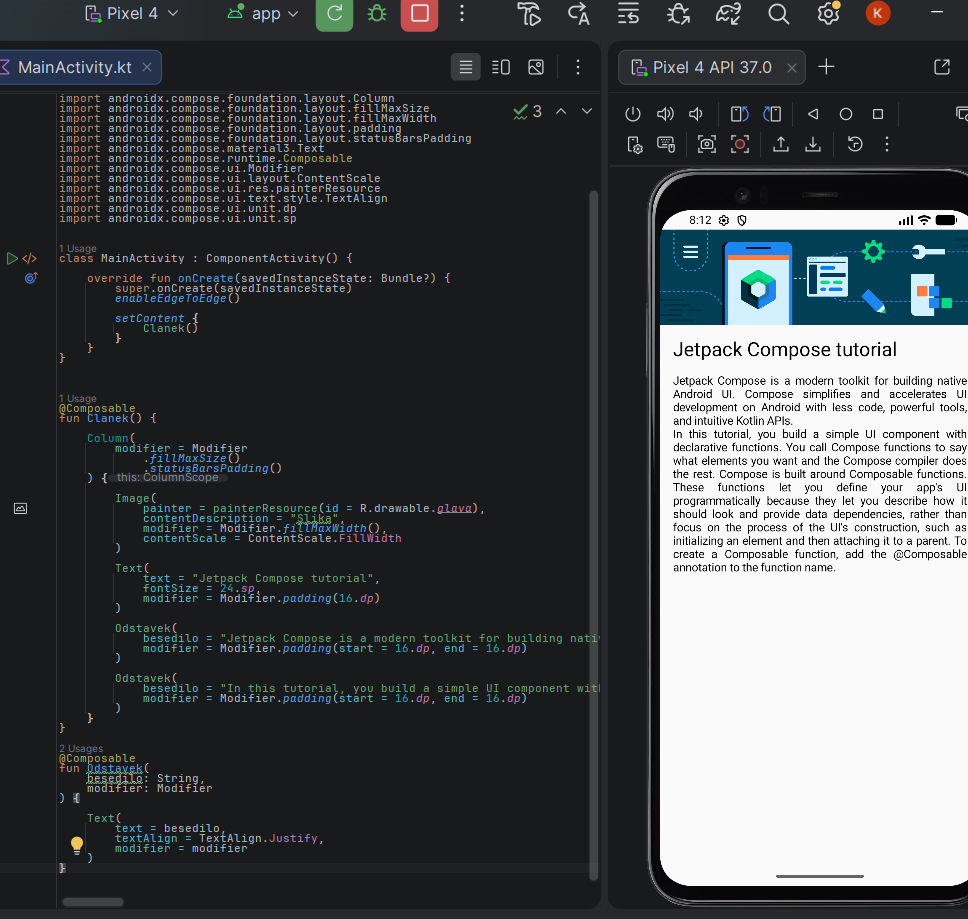 Pixel 4
app
K
MainActivity.kt
Pixel 4 API 37.0
3
import androidx.compose.foundation.layout.Column
import androidx.compose.foundation.layout.fillMaxSize
import androidx.compose.foundation.layout.fillMaxWidth
import androidx.compose.foundation.layout.padding
import androidx.compose.foundation.layout.statusBarsPadding
import androidx.compose.material3.Text
import androidx.compose.runtime.Composable
import androidx.compose.ui.Modifier
import androidx.compose.ui.layout.ContentScale
import androidx.compose.ui.res.painterResource
import androidx.compose.ui.text.style.TextAlign
import androidx.compose.ui.unit.dp
import androidx.compose.ui.unit.sp
1 Usage
class MainActivity : ComponentActivity() {
override fun onCreate(savedInstanceState: Bundle?) {
super.onCreate(savedInstanceState)
enableEdgeToEdge()
setContent {
Clanek()
}
}
}
1 Usage
@Composable
fun Clanek() {
Column(
modifier = Modifier
.fillMaxSize()
.statusBarsPadding()
) { this: ColumnScope
Image(
painter = painterResource(id = R.drawable.glava),
contentDescription = "Slika",
modifier = Modifier.fillMaxWidth(),
contentScale = ContentScale.FillWidth
)
Text(
text = "Jetpack Compose tutorial",
fontSize = 24.sp,
modifier = Modifier.padding(16.dp)
)
Odstavek(
besedilo = "Jetpack Compose is a modern toolkit for building nati
modifier = Modifier.padding(start = 16.dp, end = 16.dp)
)
Odstavek(
besedilo = "In this tutorial, you build a simple UI component wit
modifier = Modifier.padding(start = 16.dp, end = 16.dp)
)
}
}
2 Usages
@Composable
fun Odstavek(
besedilo: String,
modifier: Modifier
) {
Text(
text = besedilo,
textAlign = TextAlign.Justify,
modifier = modifier
)
}
8:12
Jetpack Compose tutorial
Jetpack Compose is a modern toolkit for building native
Android UI. Compose simplifies and accelerates UI
development on Android with less code, powerful tools,
and intuitive Kotlin APIs.
In this tutorial, you build a simple UI component with
declarative functions. You call Compose functions to say
what elements you want and the Compose compiler does
the rest. Compose is built around Composable functions.
These functions let you define your app's UI
programmatically because they let you describe how it
should look and provide data dependencies, rather than
focus on the process of the UI's construction, such as
initializing an element and then attaching it to a parent. To
create a Composable function, add the @Composable
annotation to the function name.